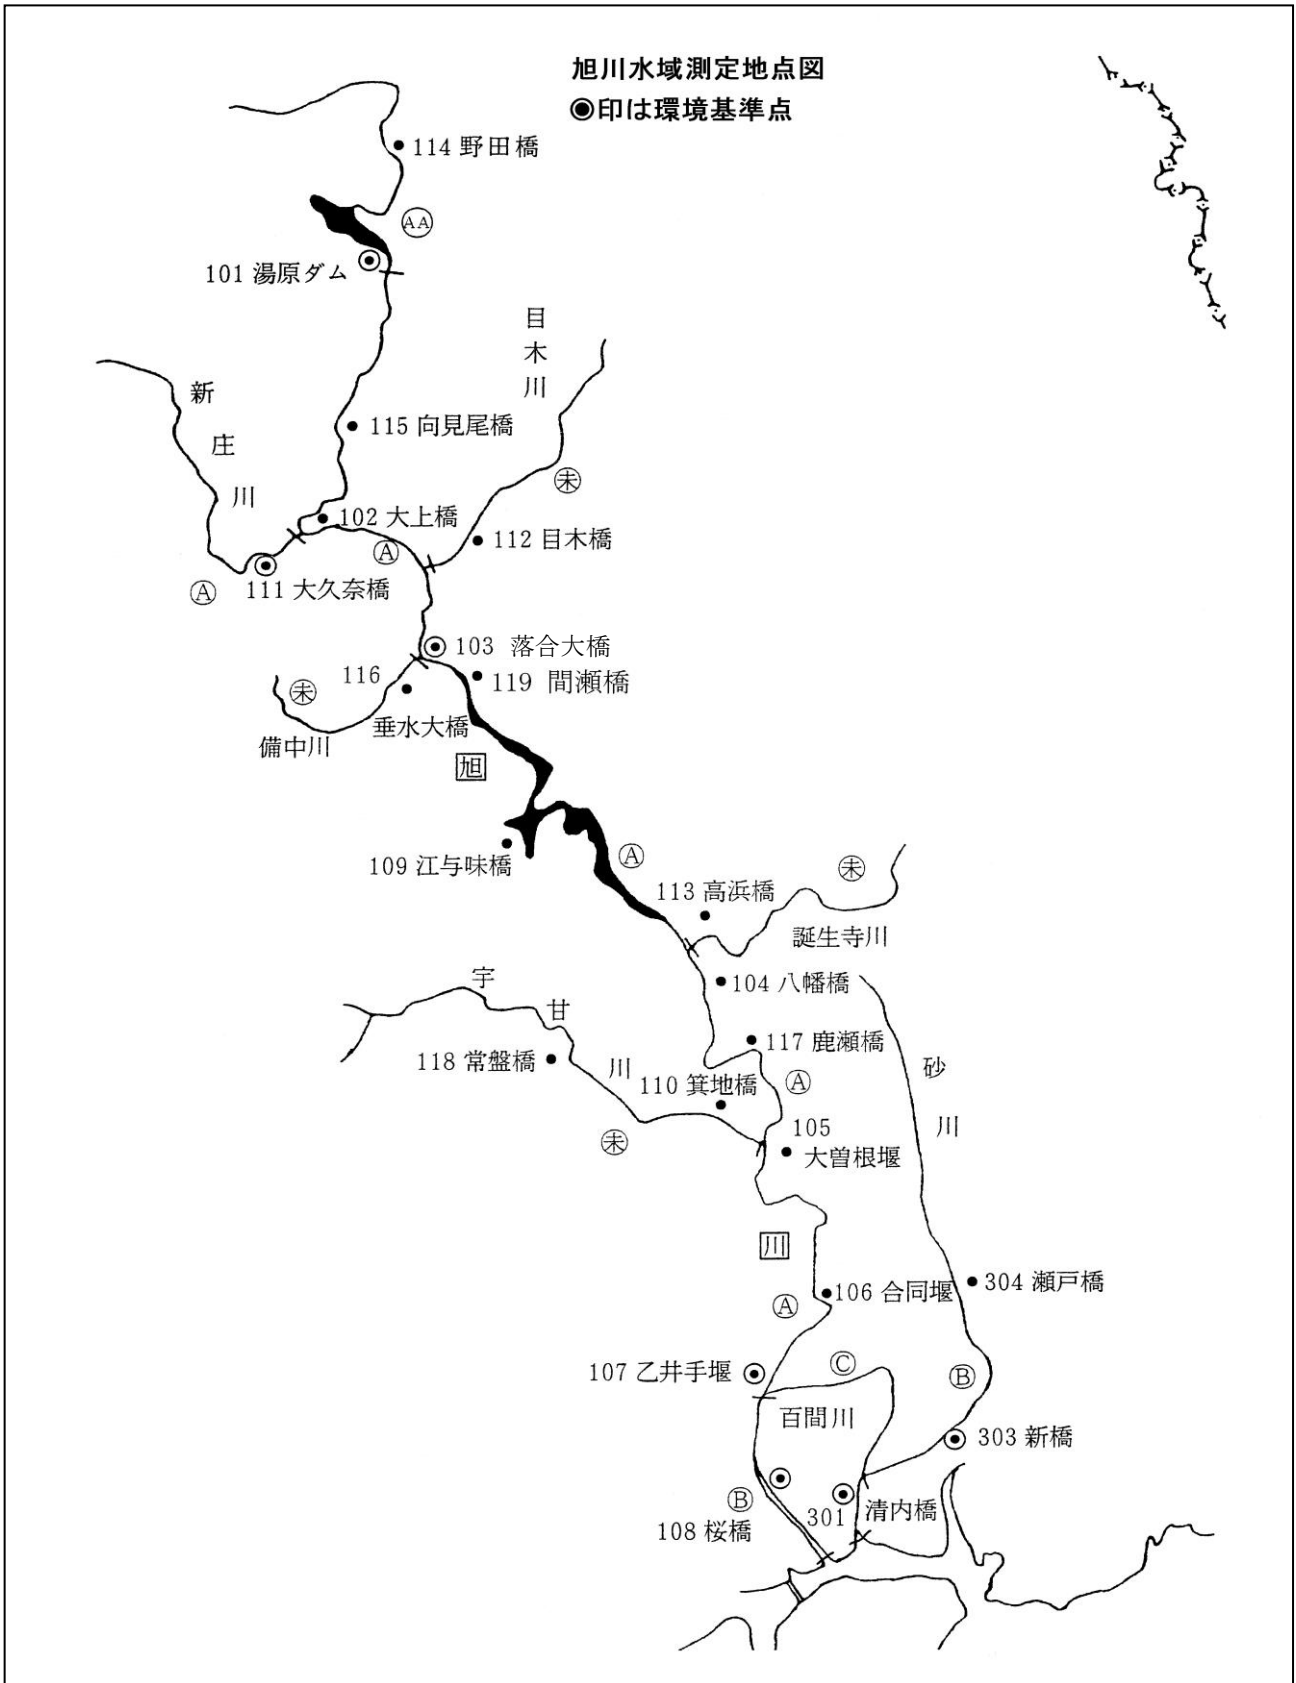 旭川水域測定地点図
◉印は環境基準点
114 野田橋
AA
101 湯原ダム
目木川
新庄川
115 向見尾橋
未
102 大上橋
A
112 目木橋
A
111 大久奈橋
103 落合大橋
116
119 間瀬橋
未
垂水大橋
備中川
旭
109 江与味橋
A
未
113 高浜橋
誕生寺川
宇甘川
104 八幡橋
117 鹿瀬橋
118 常盤橋
砂川
A
110 箕地橋
未
105
大曽根堰
川
106 合同堰
304 瀬戸橋
A
107 乙井手堰
C
B
百間川
303 新橋
B
301
清内橋
108 桜橋